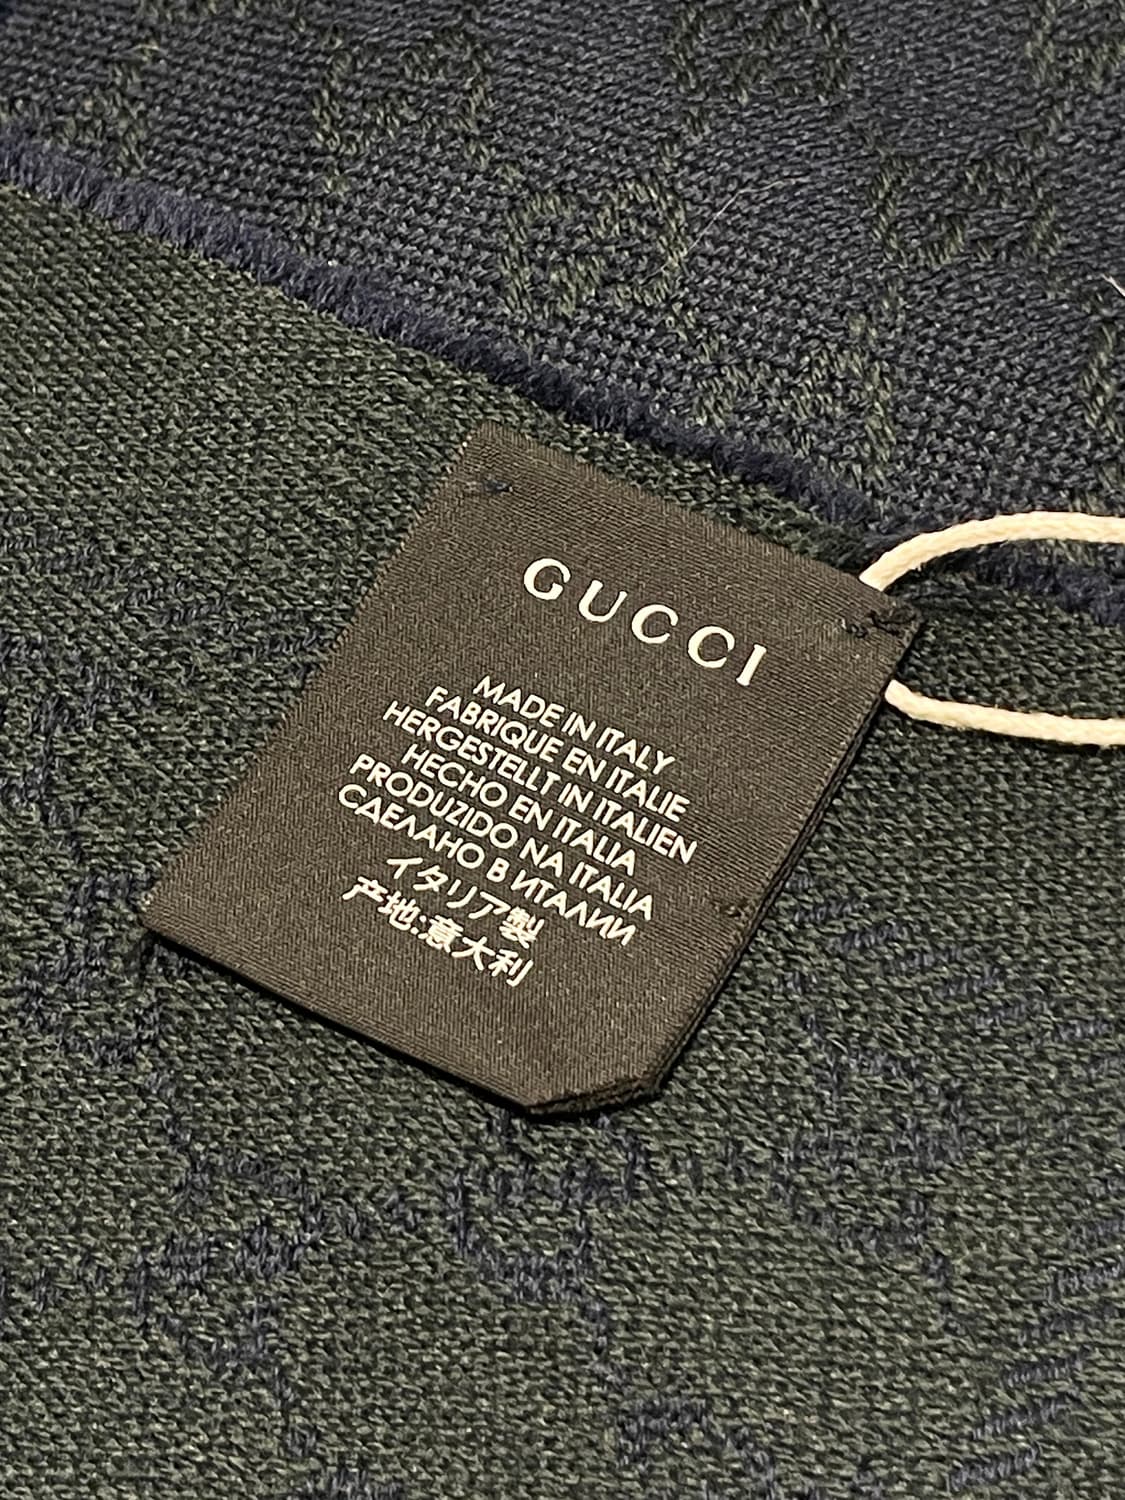 GUCCI
MADE IN ITALY
FABRIQUE EN ITALIE
HERGESTELLT IN ITALIEN
HECHO EN ITALIA
PRODUZIDO NA ITALIA
СДЕЛАНО В ИТАЛИИ
イタリア製
产地:意大利